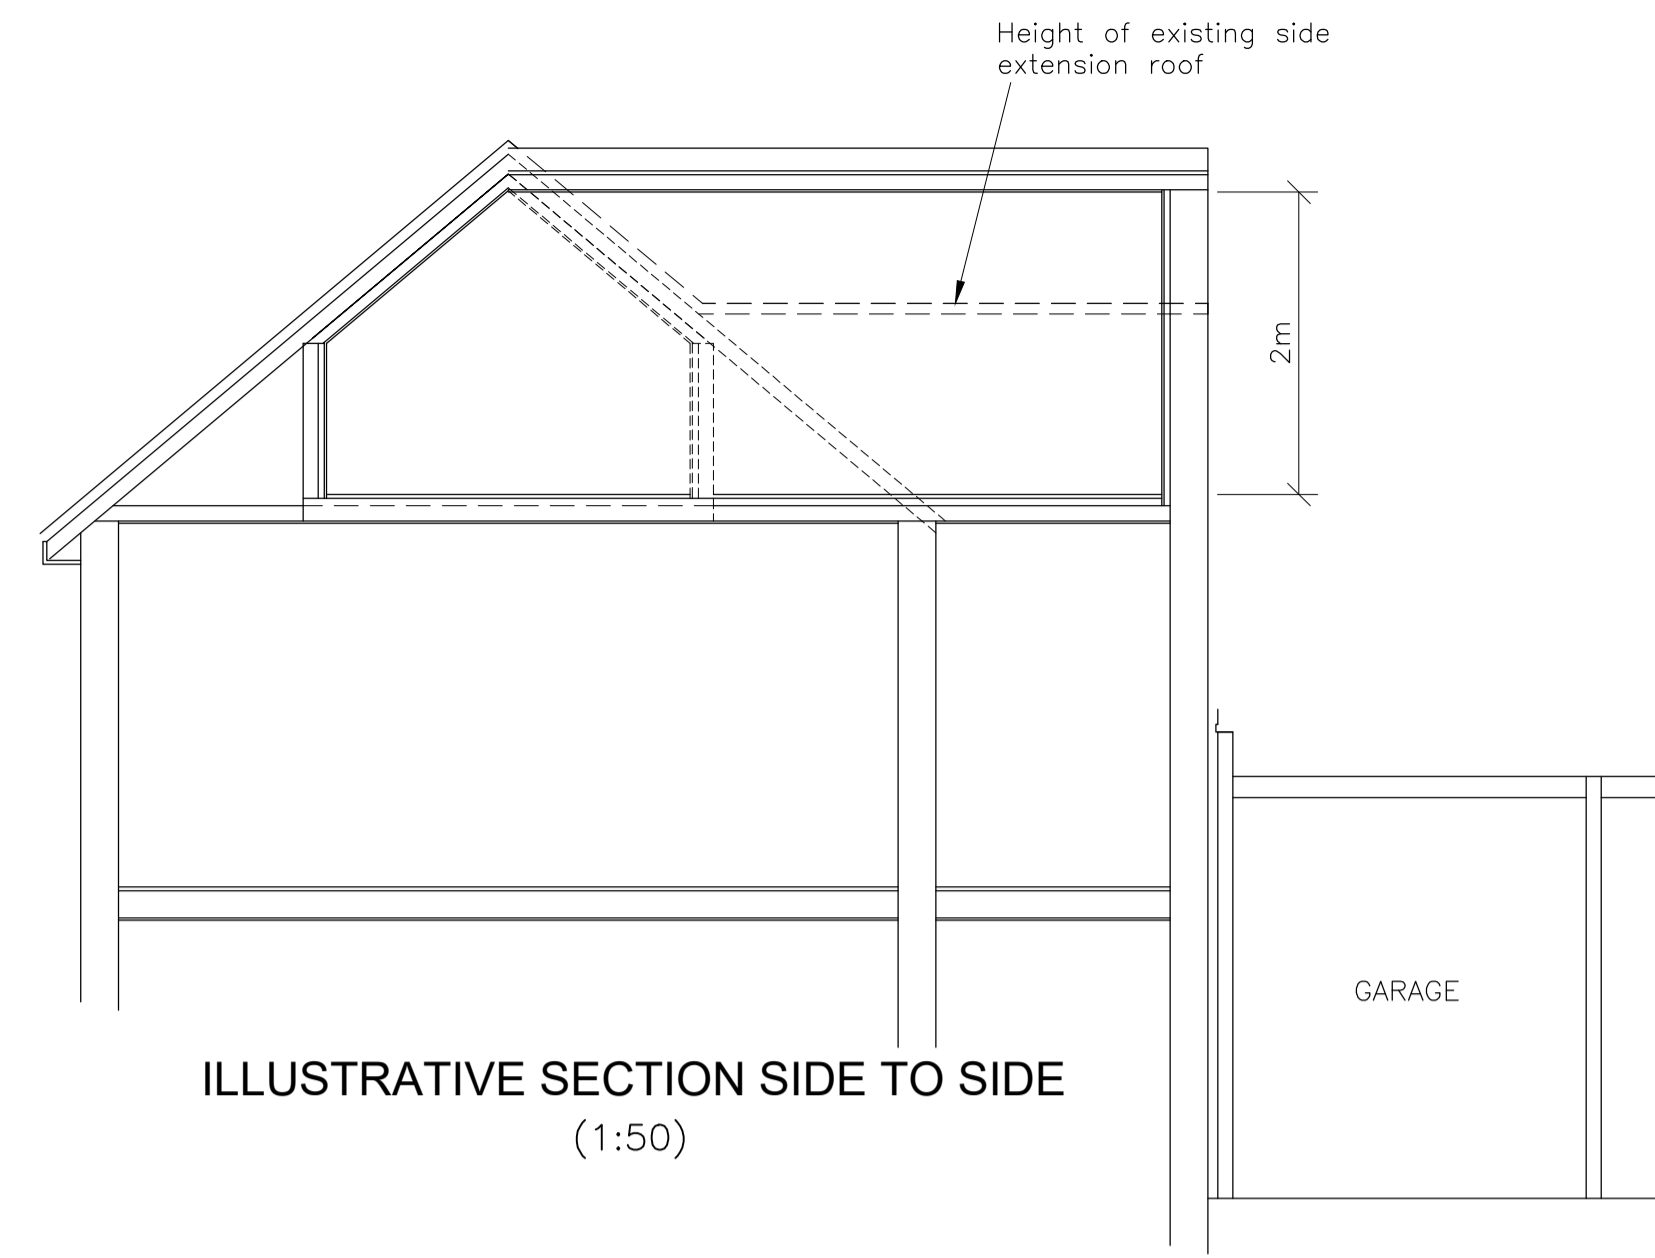 Height of existing side
extension roof
2m
GARAGE
ILLUSTRATIVE SECTION SIDE TO SIDE
(1:50)